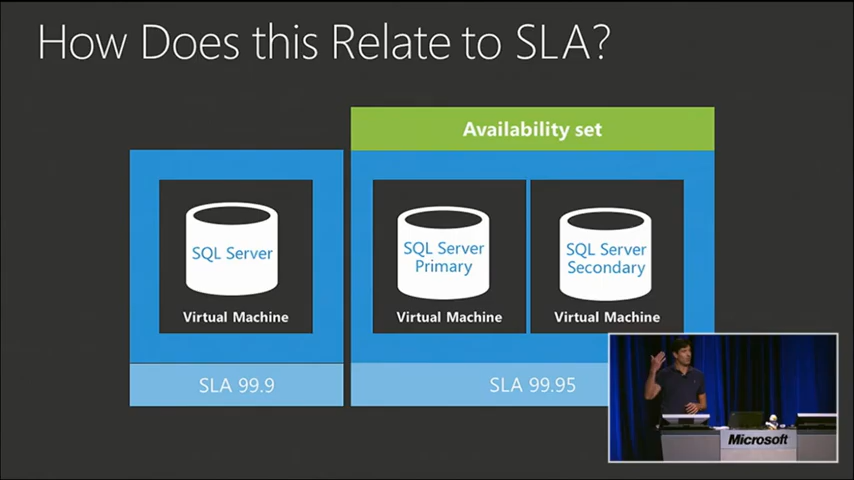 How Does this Relate to SLA?
Availability set
SQL Server
Virtual Machine
SQL Server
Primary
Virtual Machine
SQL Server
Secondary
Virtual Machine
SLA 99.9
SLA 99.95
Microsoft